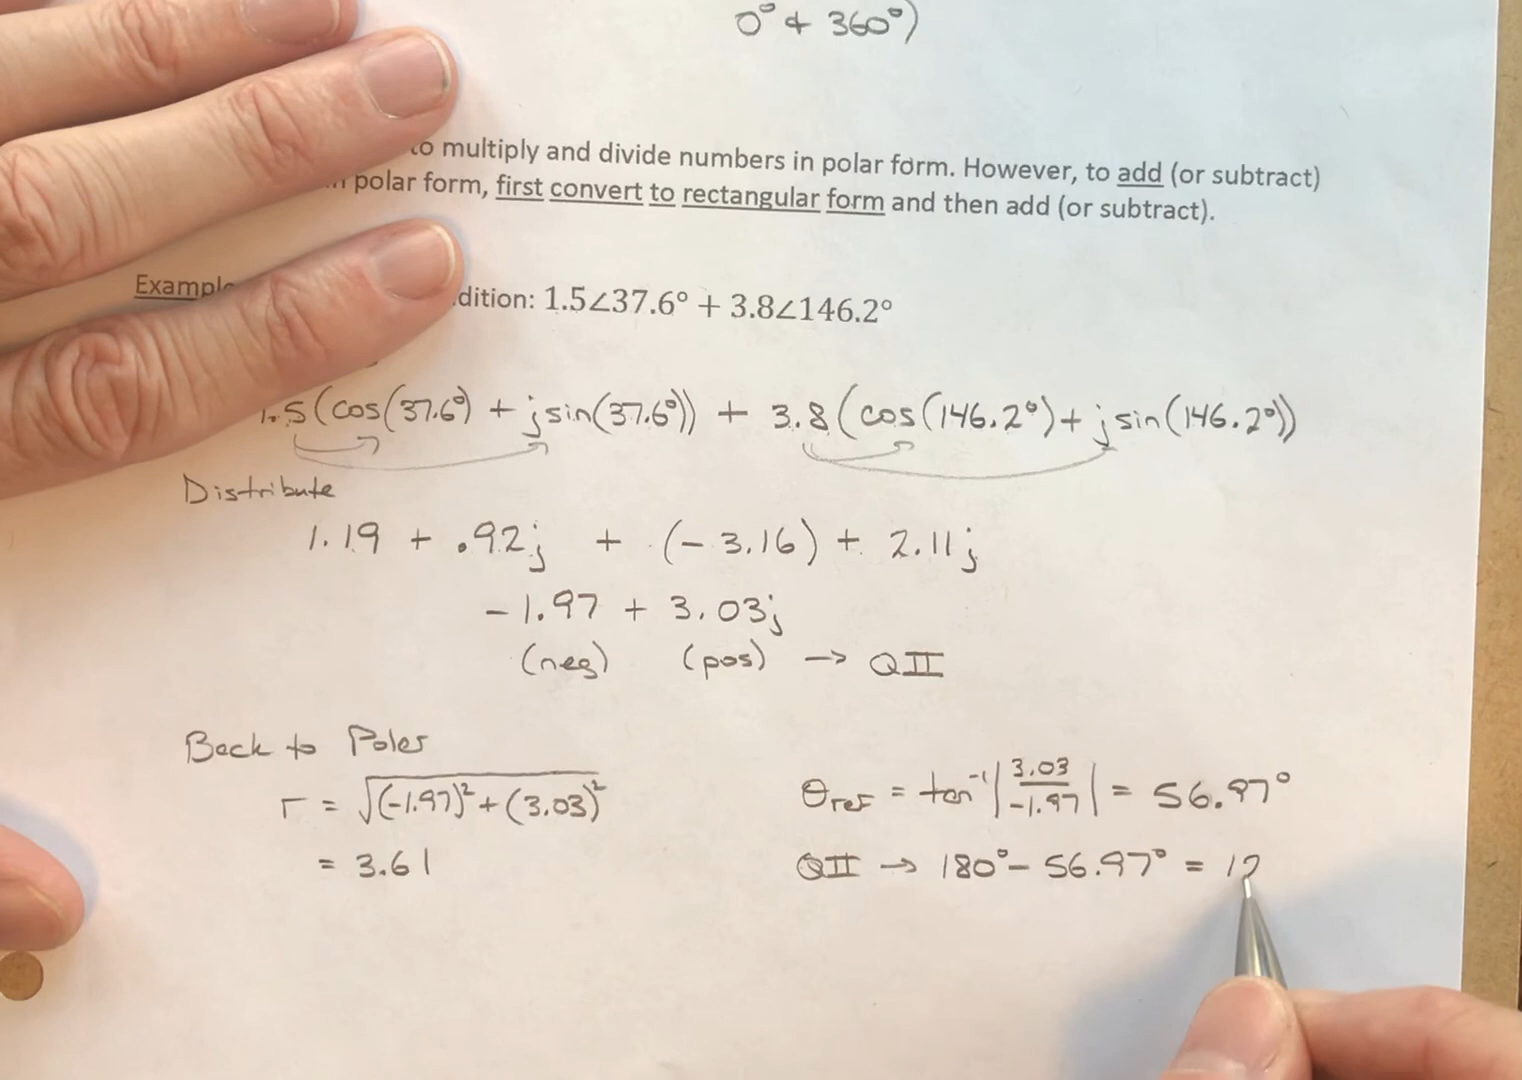 0° & 360°)
to multiply and divide numbers in polar form. However, to add (or subtract)
polar form, first convert to rectangular form and then add (or subtract).
Example
dition: 1.5∠37.6° + 3.8∠146.2°
1.5(cos(37.6°) + jsin(37.6°)) + 3.8(cos(146.2°) + jsin(146.2°))
Distribute
1.19 + .92j + (-3.16) + 2.11j
-1.97 + 3.03j
(neg) (pos) → QII
Back to Polar
r = √(-1.97)² + (3.03)²
θref = tan⁻¹|3.03/-1.97| = 56.97°
= 3.61
QII → 180° - 56.97° = 12